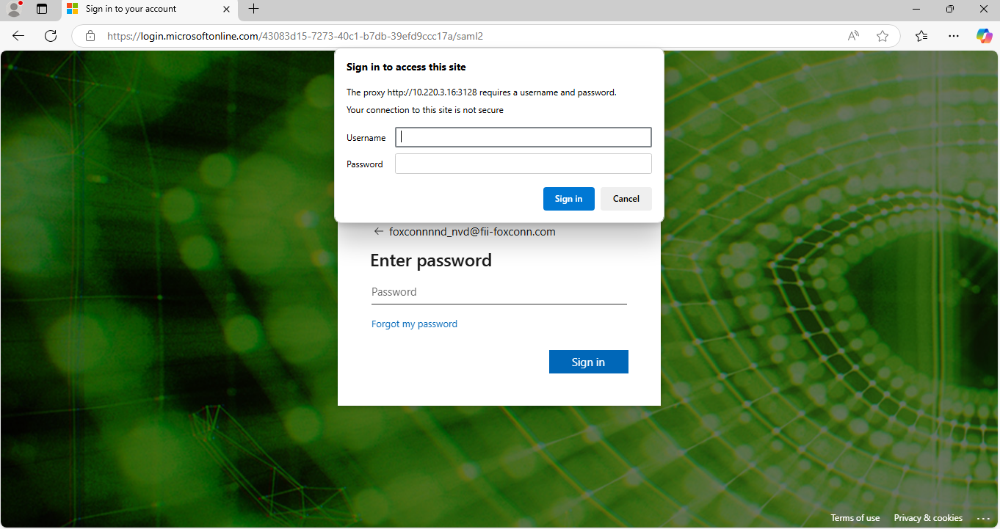 Sign in to your account
https://login.microsoftonline.com/43083d15-7273-40c1-b7db-39efd9ccc17a/saml2
Sign in to access this site
The proxy http://10.220.3.16:3128 requires a username and password.
Your connection to this site is not secure
Username
Password
Sign in Cancel
foxconnnnd_nvd@fii-foxconn.com
Enter password
Password
Forgot my password
Sign in
Terms of use Privacy & cookies ...